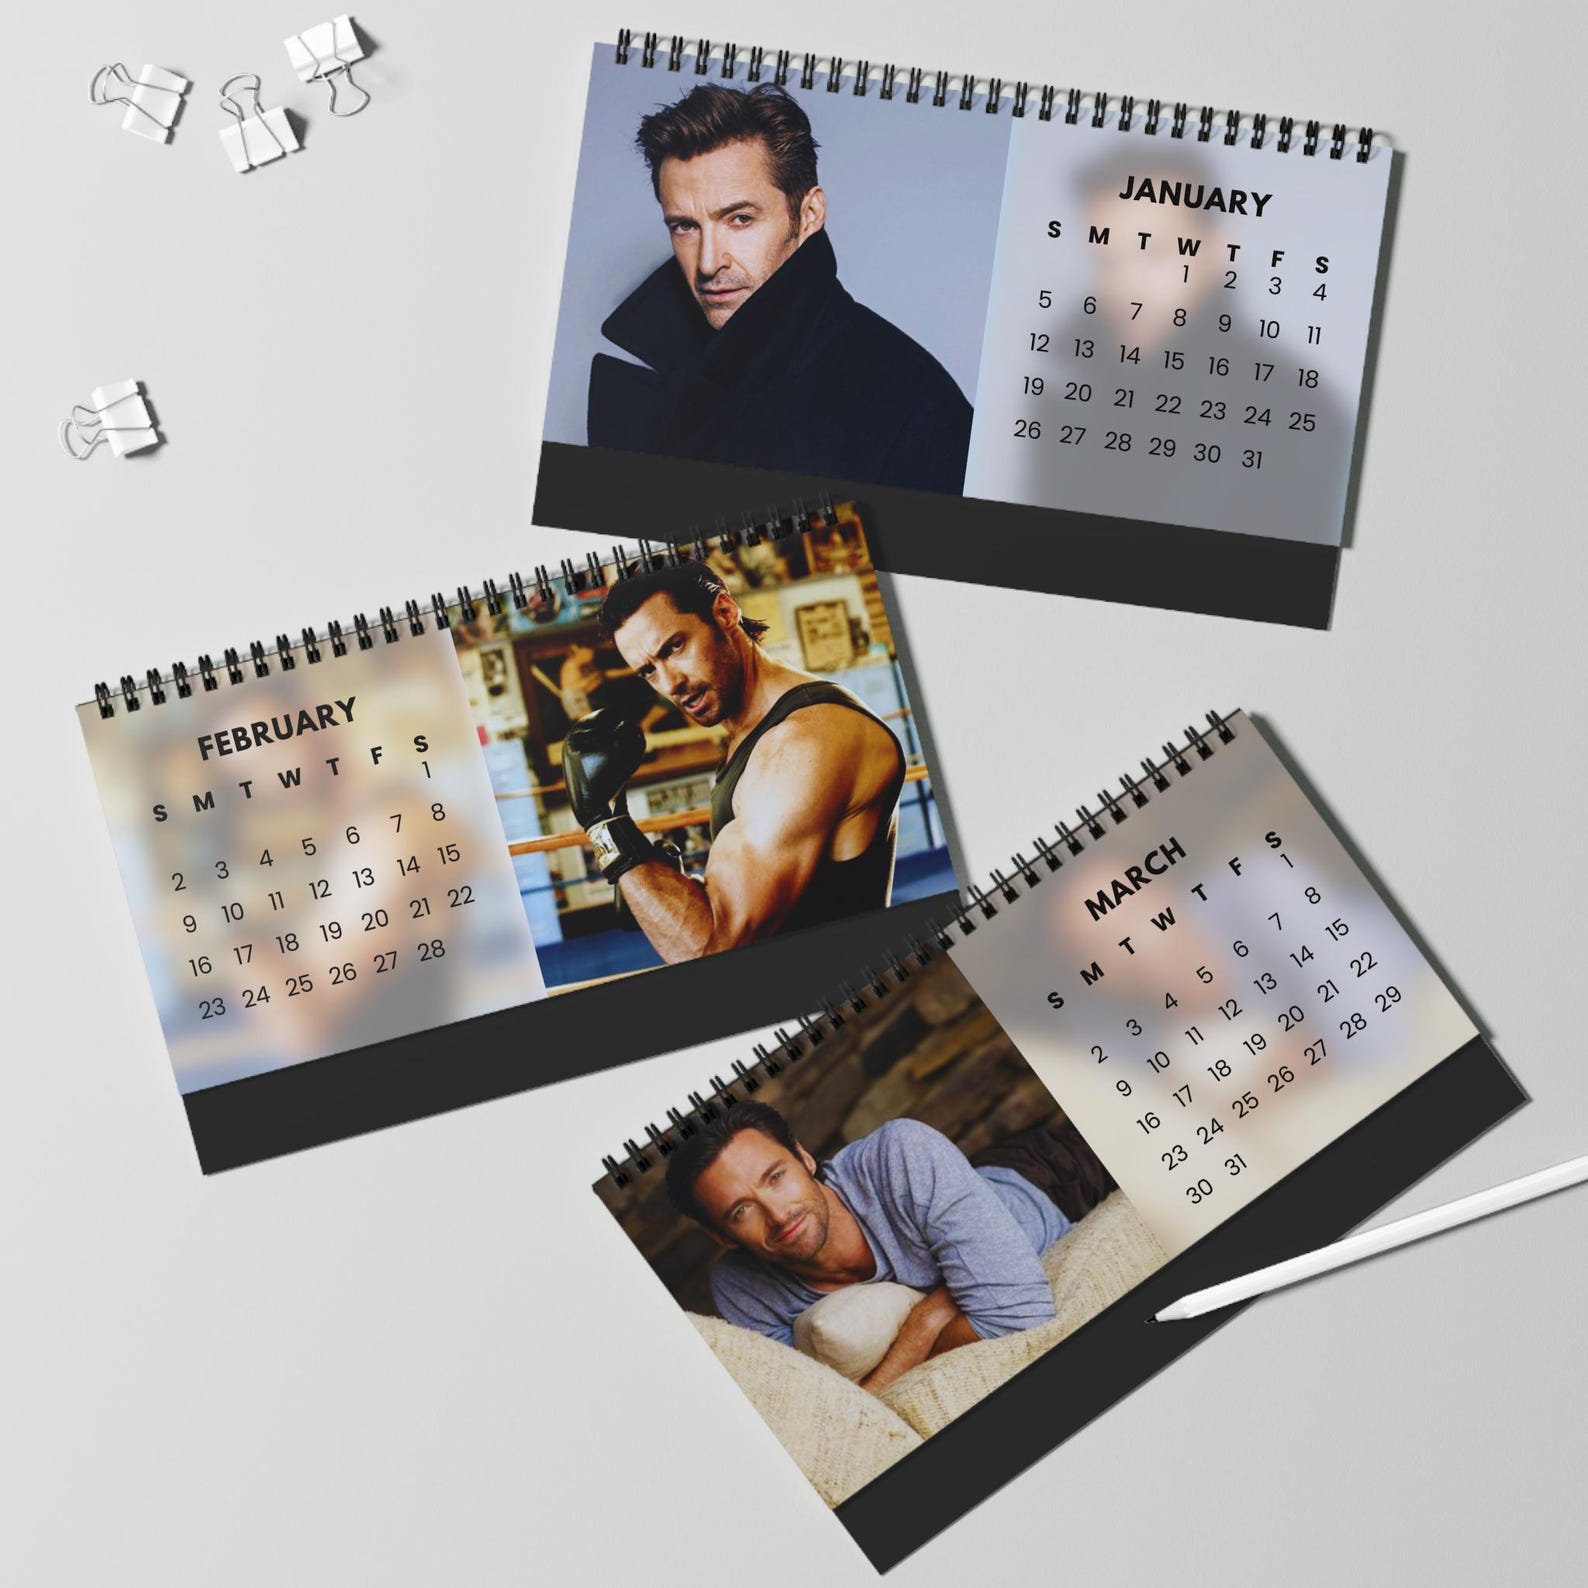 JANUARY
S M T W T F S
1 2 3 4
5 6 7 8 9 10 11
12 13 14 15 16 17 18
19 20 21 22 23 24 25
26 27 28 29 30 31
FEBRUARY
S M T W T F S
1
2 3 4 5 6 7 8
9 10 11 12 13 14 15
16 17 18 19 20 21 22
23 24 25 26 27 28
MARCH
S M T W T F S
1
2 3 4 5 6 7 8
9 10 11 12 13 14 15
16 17 18 19 20 21 22
23 24 25 26 27 28 29
30 31